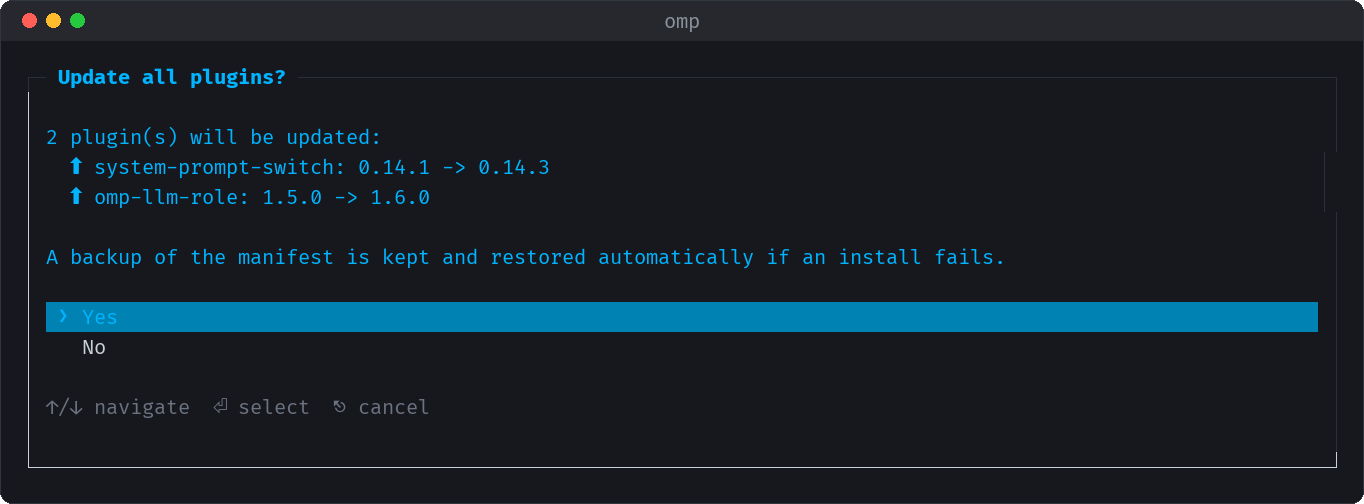 omp
Update all plugins?
2 plugin(s) will be updated:
⬆ system-prompt-switch: 0.14.1 -> 0.14.3
⬆ omp-llm-role: 1.5.0 -> 1.6.0
A backup of the manifest is kept and restored automatically if an install fails.
❯ Yes
No
↑/↓ navigate ⏎ select ⎋ cancel